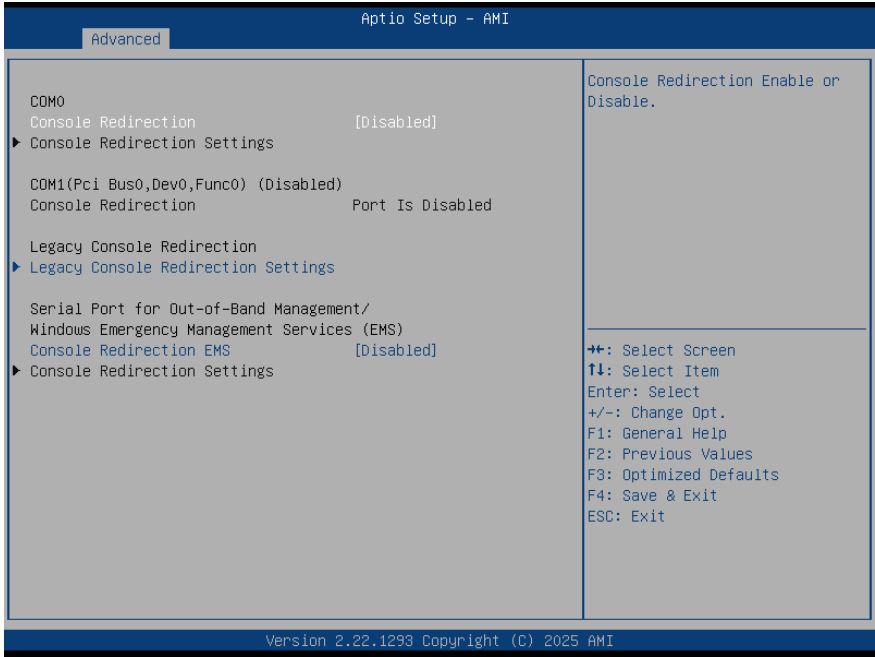 Aptio Setup – AMI
Advanced
COM0
Console Redirection [Disabled]
▶ Console Redirection Settings
COM1(Pci Bus0,Dev0,Func0) (Disabled)
Console Redirection Port Is Disabled
Legacy Console Redirection
▶ Legacy Console Redirection Settings
Serial Port for Out-of-Band Management/
Windows Emergency Management Services (EMS)
Console Redirection EMS [Disabled]
▶ Console Redirection Settings
Console Redirection Enable or
Disable.
→←: Select Screen
↑↓: Select Item
Enter: Select
+/-: Change Opt.
F1: General Help
F2: Previous Values
F3: Optimized Defaults
F4: Save & Exit
ESC: Exit
Version 2.22.1293 Copyright (C) 2025 AMI